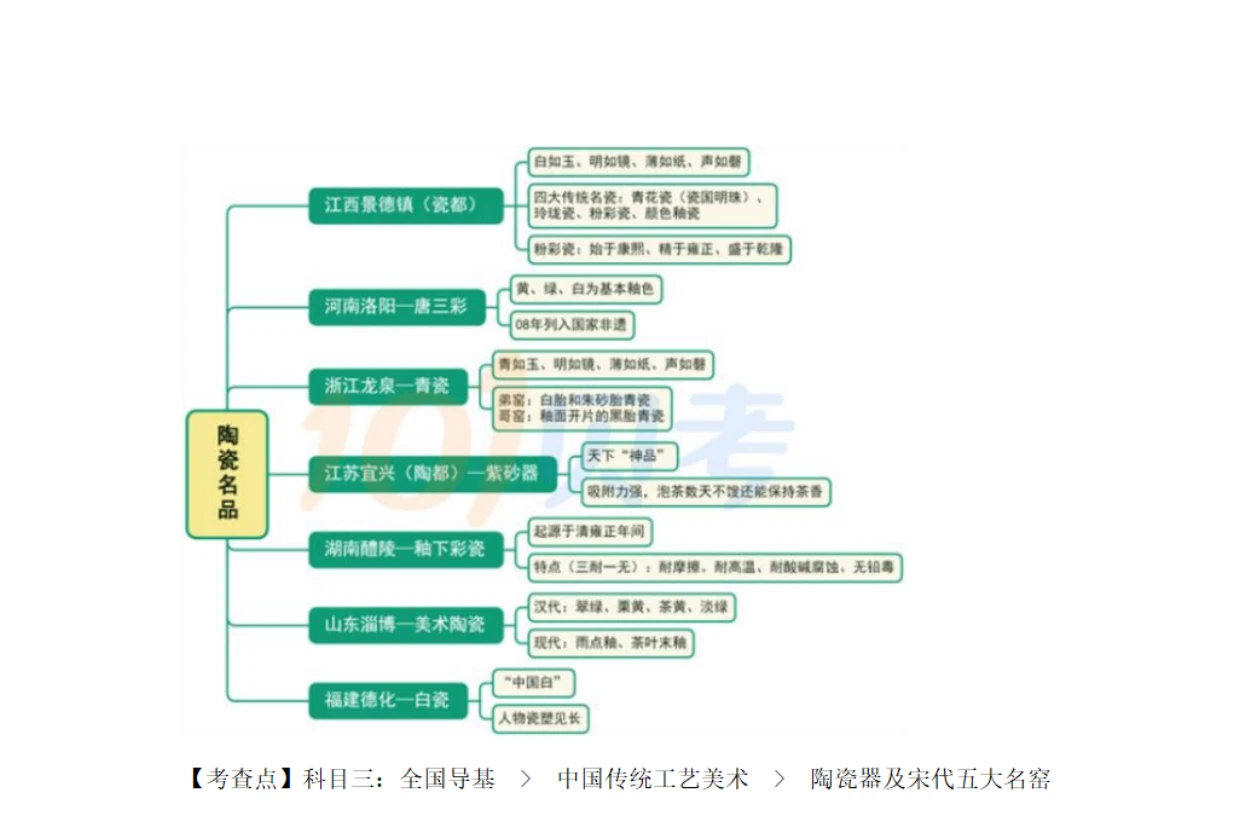 陶瓷名品
江西景德镇（瓷都）
白如玉、明如镜、薄如纸、声如磬
四大传统名瓷：青花瓷（瓷国明珠）、
玲珑瓷、粉彩瓷、颜色釉瓷
粉彩瓷：始于康熙、精于雍正、盛于乾隆
河南洛阳—唐三彩
黄、绿、白为基本釉色
08年列入国家非遗
浙江龙泉—青瓷
青如玉、明如镜、薄如纸、声如磬
弟窑：白胎和朱砂胎青瓷
哥窑：釉面开片的黑胎青瓷
江苏宜兴（陶都）—紫砂器
天下“神品”
吸附力强，泡茶数天不馊还能保持茶香
湖南醴陵—釉下彩瓷
起源于清雍正年间
特点（三耐一无）：耐摩擦。耐高温、耐酸碱腐蚀、无铅毒
山东淄博—美术陶瓷
汉代：翠绿、栗黄、茶黄、淡绿
现代：雨点釉、茶叶末釉
福建德化—白瓷
“中国白”
人物瓷塑见长
【考查点】科目三：全国导基 > 中国传统工艺美术 > 陶瓷器及宋代五大名窑